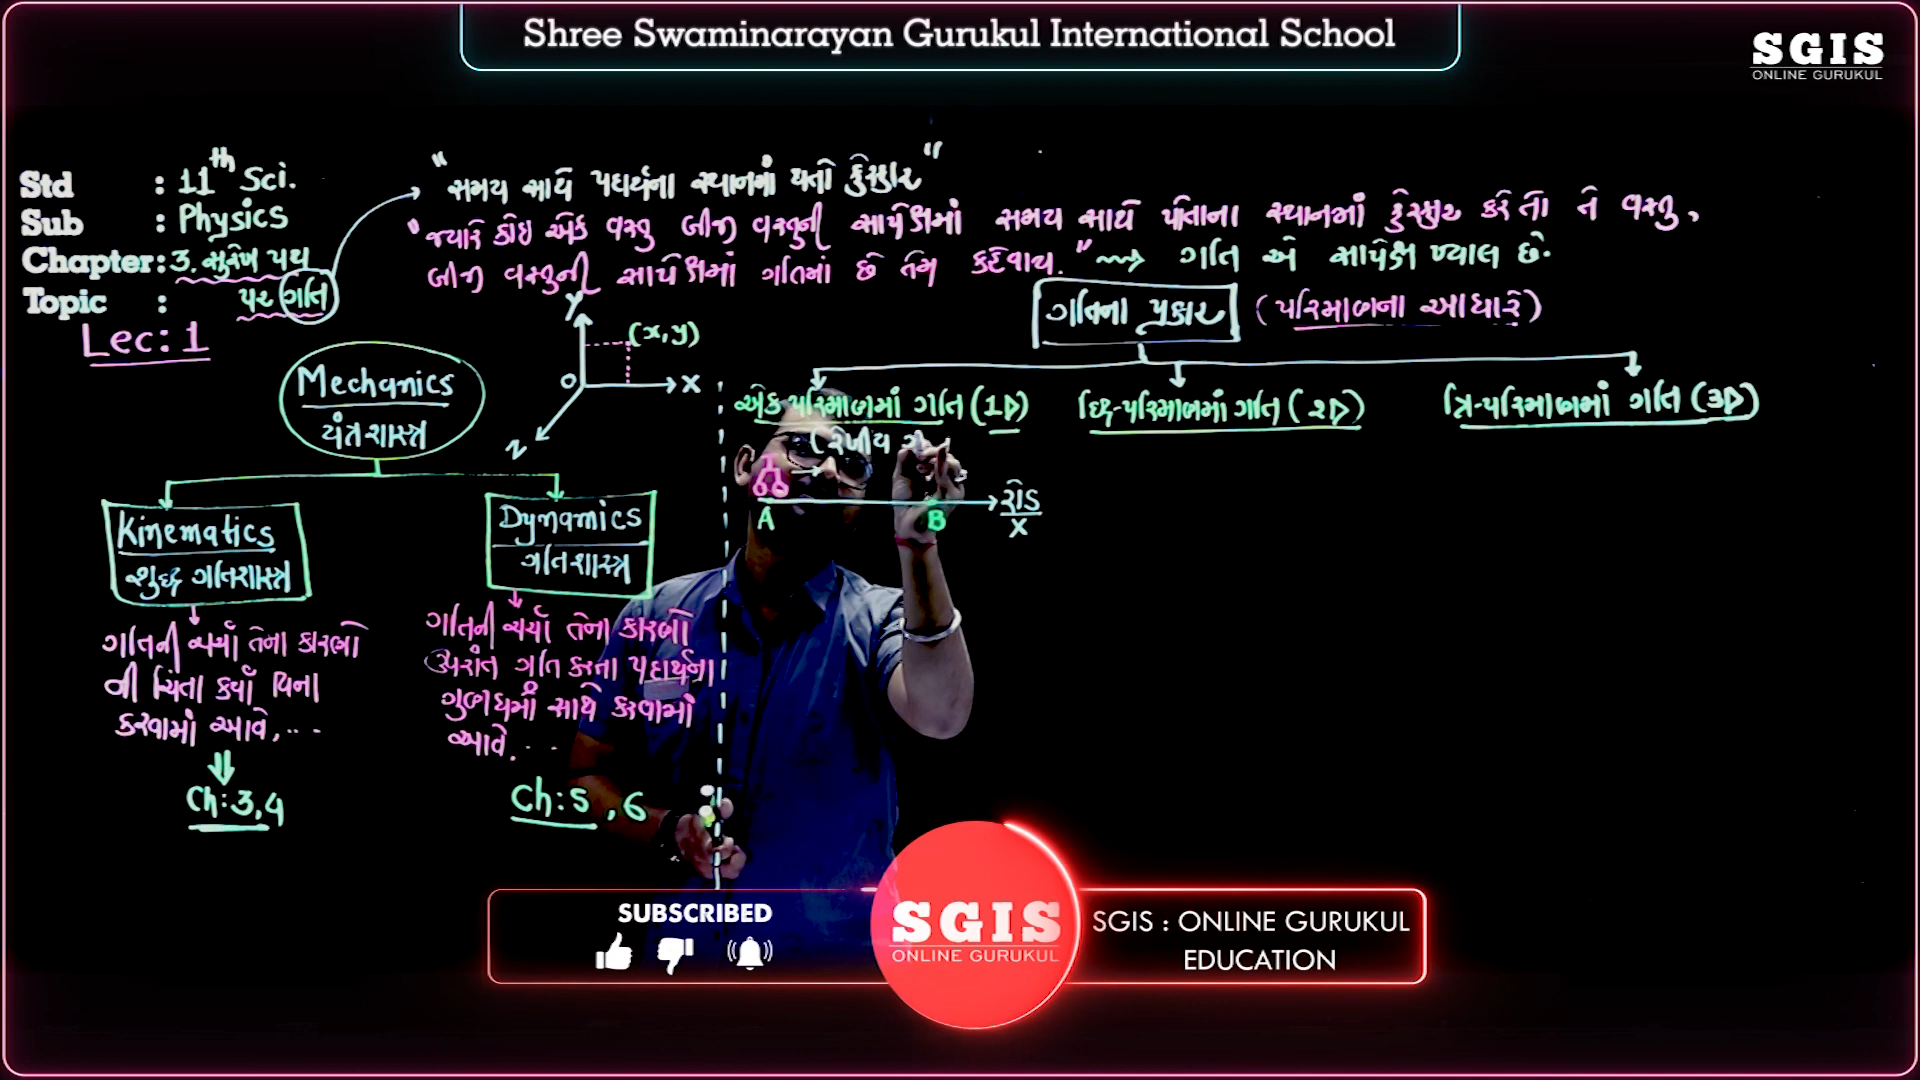 Shree Swaminarayan Gurukul International School
SGIS
ONLINE GURUKUL
Std : 11th Sci.
Sub : Physics
Chapter : 3. સુરેખ પથ
Topic : પર ગતિ
Lec: 1
"સમય સાથે પદાર્થના સ્થાનમાં થતો ફેરફાર"
"જ્યારે કોઇ એક વસ્તુ બીજી વસ્તુની સાપેક્ષમાં સમય સાથે પોતાના સ્થાનમાં ફેરફાર કરે તો તે વસ્તુ,
બીજી વસ્તુની સાપેક્ષમાં ગતિમાં છે તેમ કહેવાય." ગતિ એ સાપેક્ષ ખ્યાલ છે.
Y
(x,y)
O
X
Z
ગતિના પ્રકાર (પરિમાણના આધારે)
એક પરિમાણમાં ગતિ (1D)
દ્વિ-પરિમાણમાં ગતિ (2D)
ત્રિ-પરિમાણમાં ગતિ (3D)
(રેખીય ગ
A
B
રોડ
X
Mechanics
યંત્રશાસ્ત્ર
Kinematics
શુદ્ધ ગતિશાસ્ત્ર
ગતિની ચર્ચા તેના કારણો
ની ચિંતા કર્યા વિના
કરવામાં આવે,...
Ch:3,4
Dynamics
ગતિશાસ્ત્ર
ગતિની ચર્ચા તેના કારણો
ઉપરાંત ગતિ કરતા પદાર્થના
ગુણધર્મો સાથે કરવામાં
આવે...
Ch:5,6
SUBSCRIBED
SGIS
ONLINE GURUKUL
SGIS : ONLINE GURUKUL
EDUCATION